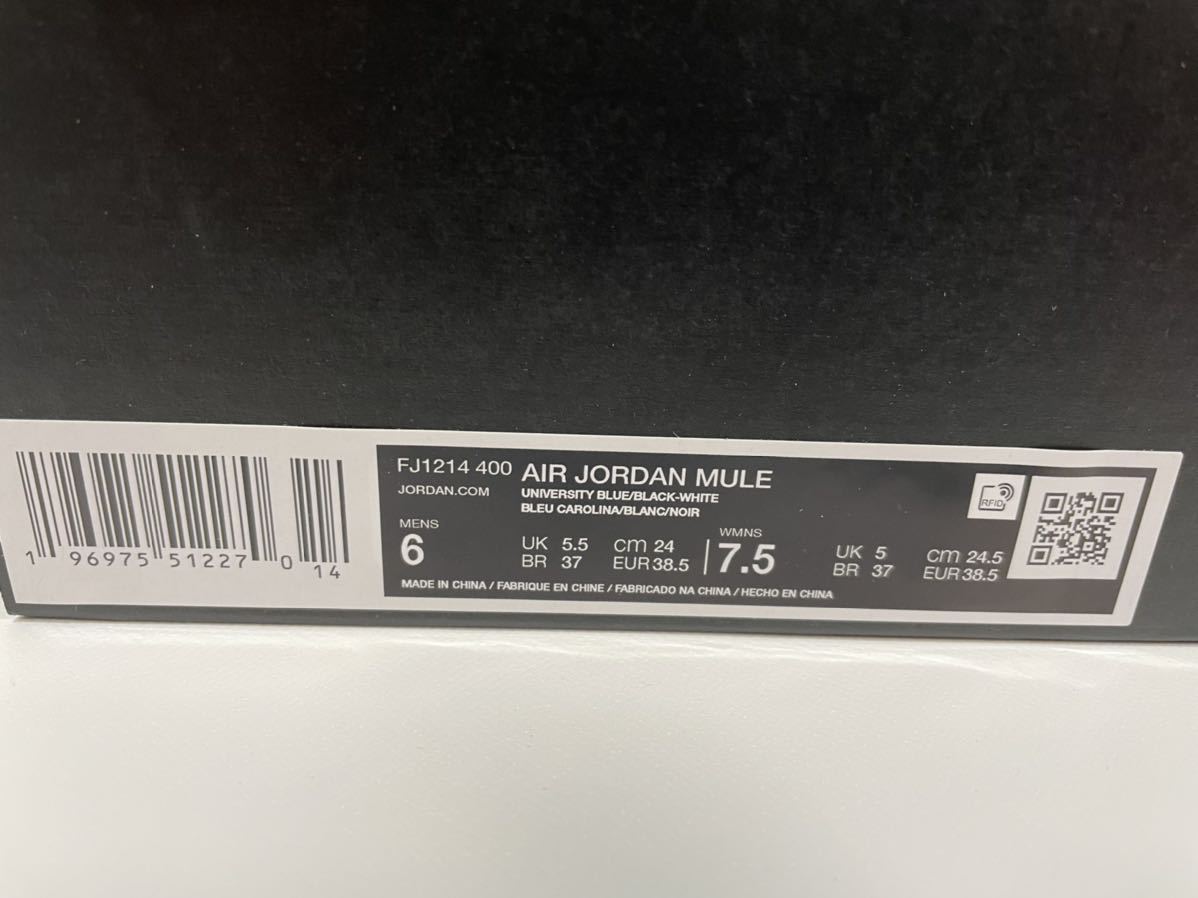 1 96975 51227 0 14
FJ1214 400 AIR JORDAN MULE
JORDAN.COM UNIVERSITY BLUE/BLACK-WHITE
BLEU CAROLINA/BLANC/NOIR
MENS
6
UK 5.5 cm 24
BR 37 EUR 38.5
WMNS
7.5
UK 5 cm 24.5
BR 37 EUR 38.5
MADE IN CHINA / FABRIQUE EN CHINE / FABRICADO NA CHINA / HECHO EN CHINA
RFID